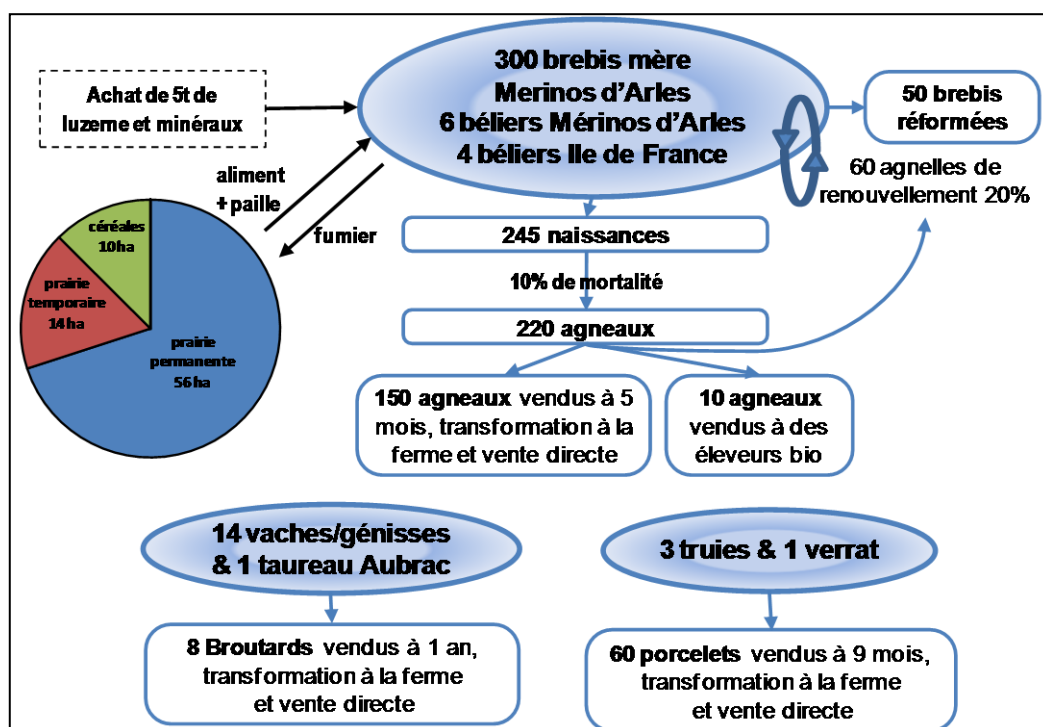 300 brebis mère
Merinos d’Arles
6 béliers Mérinos d’Arles
4 béliers Ile de France
Achat de 5t de
luzerne et minéraux
50 brebis
réformées
60 agnelles de
renouvellement 20%
aliment
+ paille
fumier
céréales
10ha
prairie
temporaire
14ha
prairie
permanente
56ha
245 naissances
10% de mortalité
220 agneaux
150 agneaux vendus à 5
mois, transformation à la
ferme et vente directe
10 agneaux
vendus à des
éleveurs bio
14 vaches/génisses
& 1 taureau Aubrac
3 truies & 1 verrat
8 Broutards vendus à 1 an,
transformation à la ferme
et vente directe
60 porcelets vendus à 9 mois,
transformation à la ferme
et vente directe